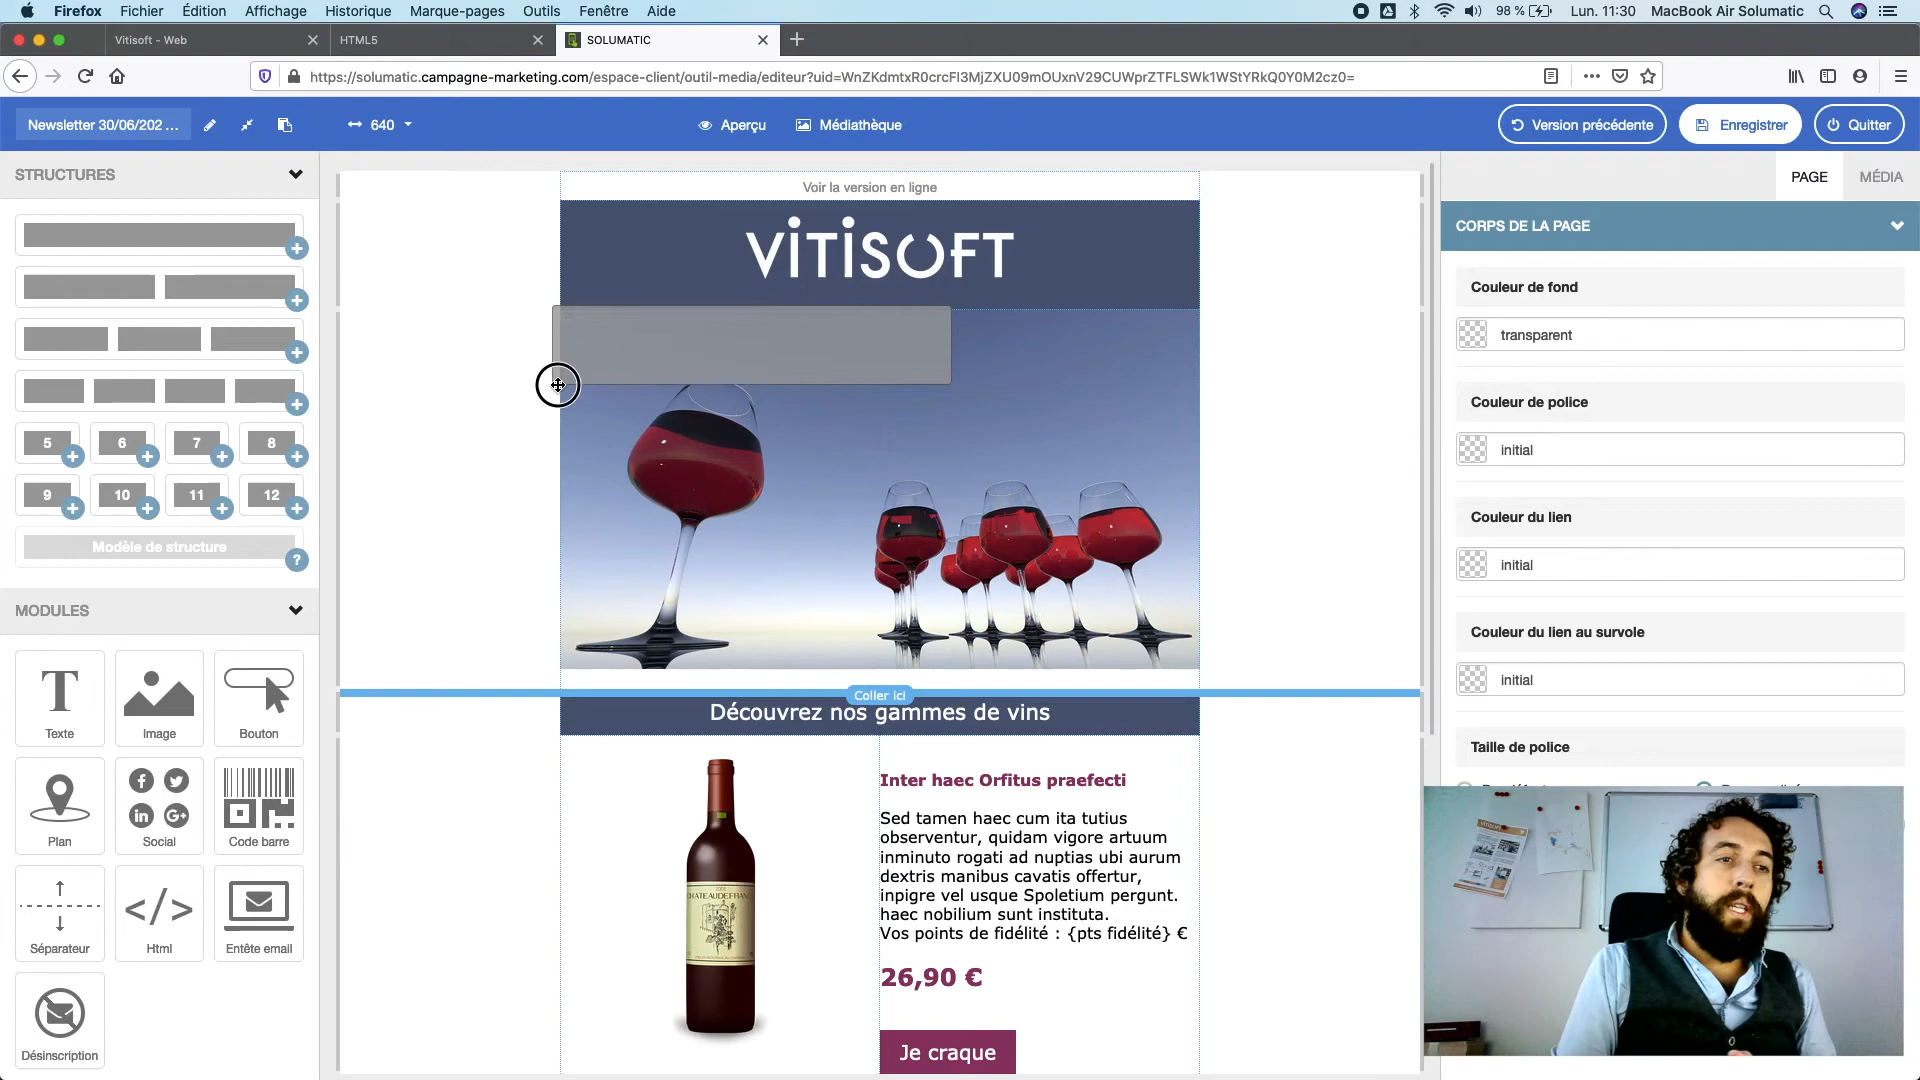 Firefox Fichier Édition Affichage Historique Marque-pages Outils Fenêtre Aide
98 % Lun. 11:30 MacBook Air Solumatic
Vitisoft - Web
HTML5
SOLUMATIC
https://solumatic.campagne-marketing.com/espace-client/outil-media/editeur?uid=WnZKdmtxR0crcFI3MjZXU09mOUxnV29CUWprZTFLSWk1WStYRkQ0Y0M2cz0=
Newsletter 30/06/202 ...
640
Aperçu
Médiathèque
Version précédente
Enregistrer
Quitter
STRUCTURES
5 6 7 8
9 10 11 12
Modèle de structure
?
MODULES
Texte Image Bouton
Plan Social Code barre
Séparateur Html Entête email
Désinscription
Voir la version en ligne
VITISOFT
Coller ici
Découvrez nos gammes de vins
Inter haec Orfitus praefecti
Sed tamen haec cum ita tutius
observentur, quidam vigore artuum
inminuto rogati ad nuptias ubi aurum
dextris manibus cavatis offertur,
inpigre vel usque Spoletium pergunt.
haec nobilium sunt instituta.
Vos points de fidélité : {pts fidélité} €
26,90 €
Je craque
PAGE MÉDIA
CORPS DE LA PAGE
Couleur de fond
transparent
Couleur de police
initial
Couleur du lien
initial
Couleur du lien au survole
initial
Taille de police